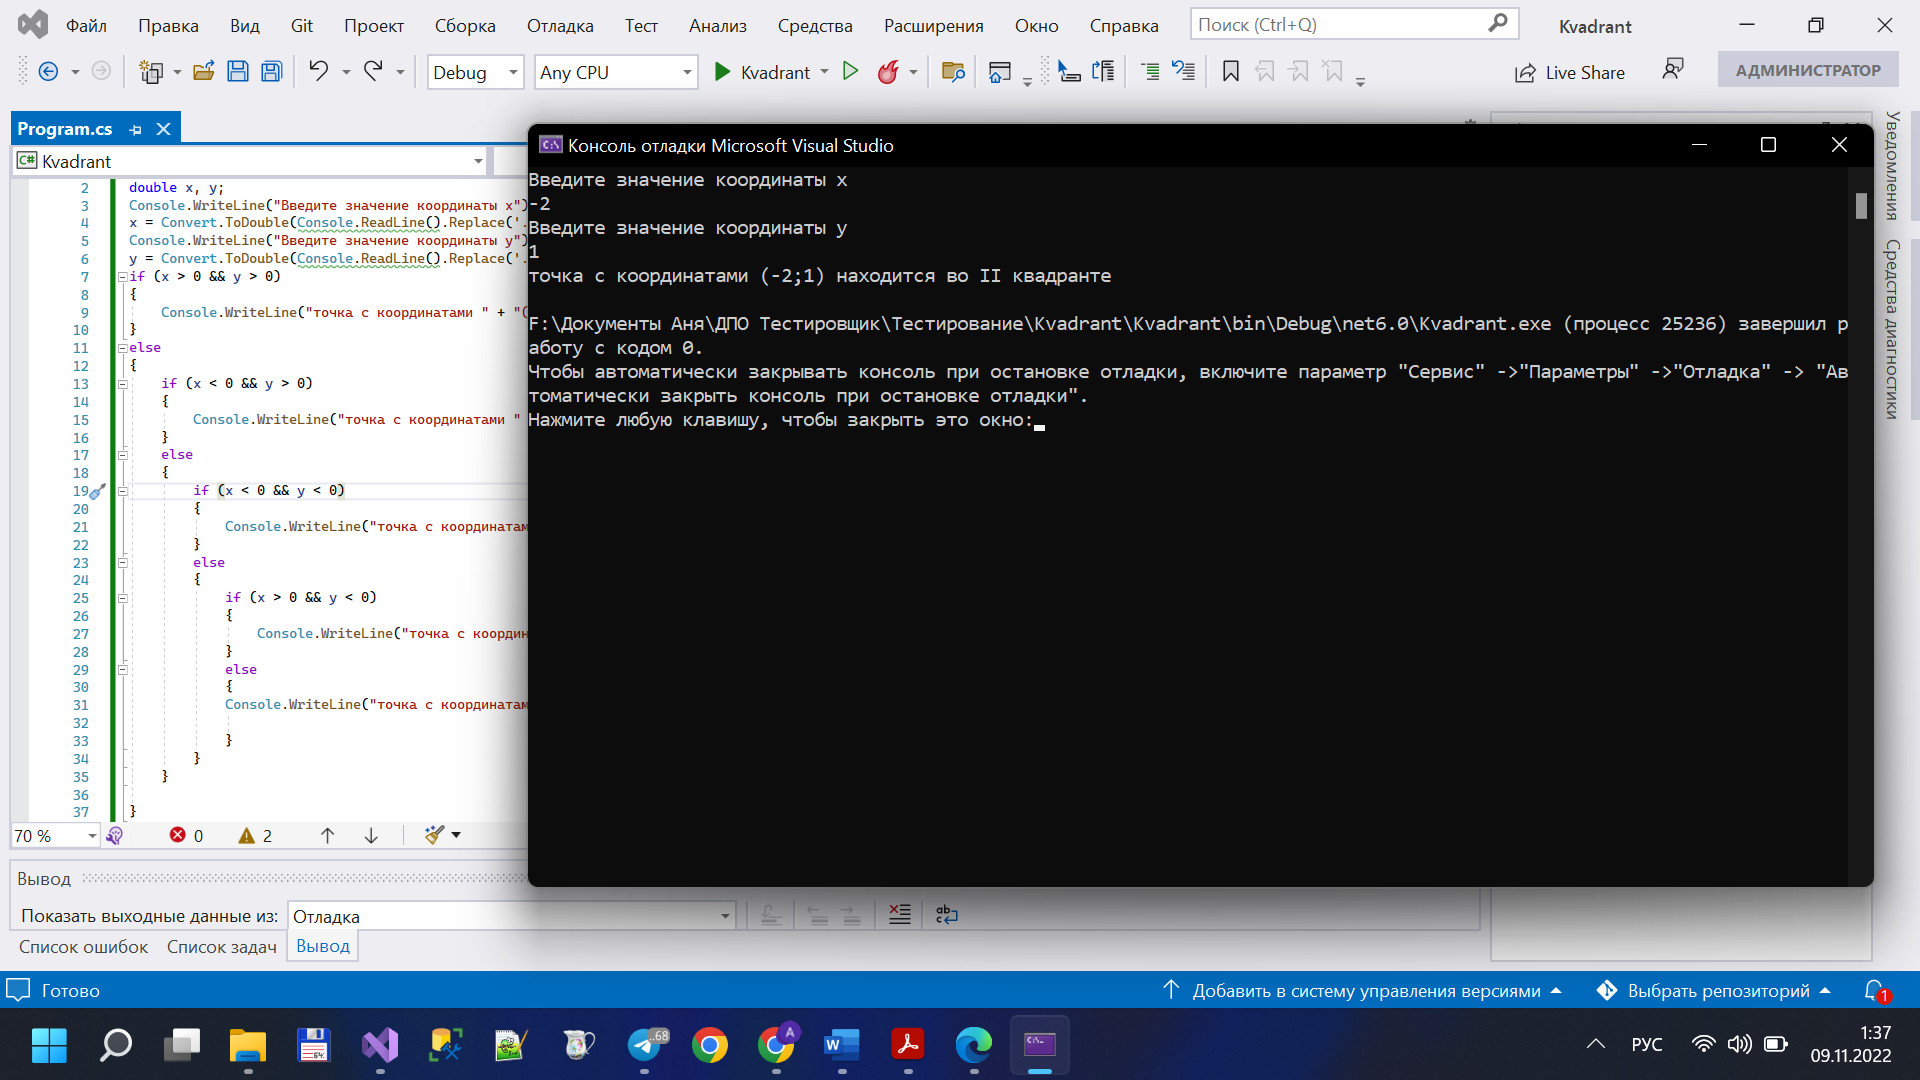 Файл Правка Вид Git Проект Сборка Отладка Тест Анализ Средства Расширения Окно Справка Поиск (Ctrl+Q) Kvadrant
Debug Any CPU Kvadrant Live Share АДМИНИСТРАТОР
Program.cs
Kvadrant
2 double x, y;
3 Console.WriteLine("Введите значение координаты x")
4 x = Convert.ToDouble(Console.ReadLine().Replace('.
5 Console.WriteLine("Введите значение координаты y")
6 y = Convert.ToDouble(Console.ReadLine().Replace('.
7 if (x > 0 && y > 0)
8 {
9 Console.WriteLine("точка с координатами " + "(
10 }
11 else
12 {
13 if (x < 0 && y > 0)
14 {
15 Console.WriteLine("точка с координатами "
16 }
17 else
18 {
19 if (x < 0 && y < 0)
20 {
21 Console.WriteLine("точка с координатам
22 }
23 else
24 {
25 if (x > 0 && y < 0)
26 {
27 Console.WriteLine("точка с координ
28 }
29 else
30 {
31 Console.WriteLine("точка с координатам
32
33 }
34 }
35 }
36
37 }
70 % 0 2
Консоль отладки Microsoft Visual Studio
Введите значение координаты x
-2
Введите значение координаты y
1
точка с координатами (-2;1) находится во II квадранте
F:\Документы Аня\ДПО Тестировщик\Тестирование\Kvadrant\Kvadrant\bin\Debug\net6.0\Kvadrant.exe (процесс 25236) завершил р
аботу с кодом 0.
Чтобы автоматически закрывать консоль при остановке отладки, включите параметр "Сервис" ->"Параметры" ->"Отладка" -> "Ав
томатически закрыть консоль при остановке отладки".
Нажмите любую клавишу, чтобы закрыть это окно:
Уведомления
Средства диагностики
Вывод
Показать выходные данные из: Отладка
Список ошибок Список задач Вывод
Готово Добавить в систему управления версиями Выбрать репозиторий 1
64 ..68 A РУС 1:37
09.11.2022